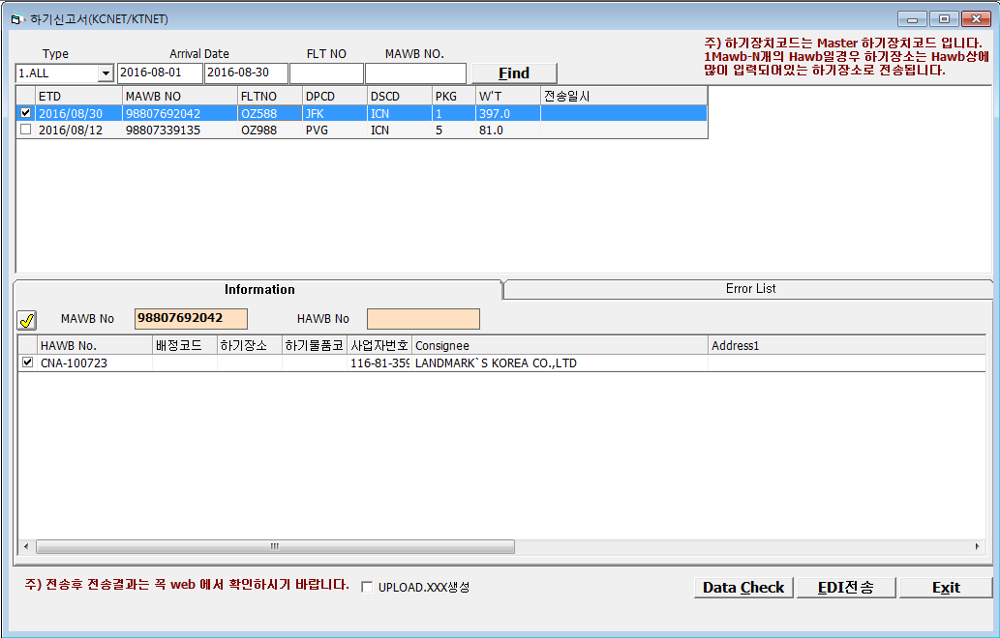 하기신고서(KCNET/KTNET)
Type Arrival Date FLT NO MAWB NO.
1.ALL 2016-08-01 2016-08-30 Find
주) 하기장치코드는 Master 하기장치코드 입니다.
1Mawb-N개의 Hawb일경우 하기장소는 Hawb상에
많이 입력되어있는 하기장소로 전송됩니다.
ETD MAWB NO FLTNO DPCD DSCD PKG W'T 전송일시
2016/08/30 98807692042 OZ588 JFK ICN 1 397.0
2016/08/12 98807339135 OZ988 PVG ICN 5 81.0
Information Error List
MAWB No 98807692042 HAWB No
HAWB No. 배정코드 하기장소 하기물품코 사업자번호 Consignee Address1
CNA-100723 116-81-359 LANDMARK`S KOREA CO.,LTD
주) 전송후 전송결과는 꼭 web 에서 확인하시기 바랍니다. UPLOAD.XXX생성
Data Check EDI전송 Exit